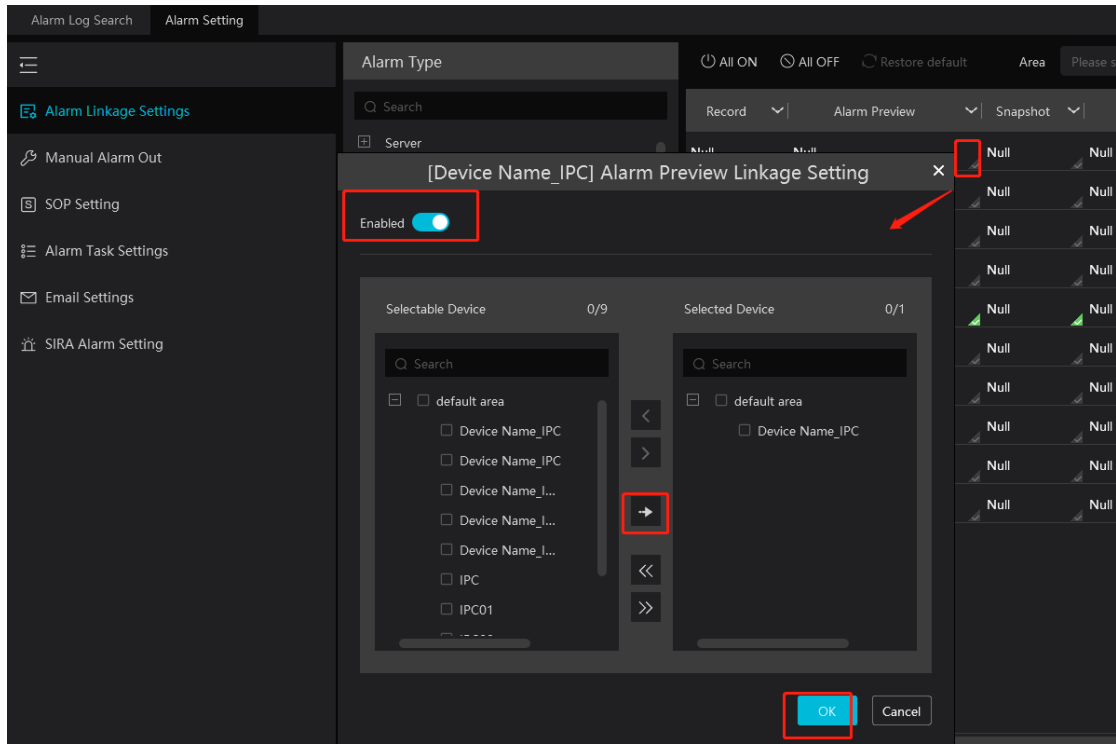 Alarm Log Search
Alarm Setting
Alarm Linkage Settings
Manual Alarm Out
SOP Setting
Alarm Task Settings
Email Settings
SIRA Alarm Setting
Alarm Type
Search
Server
All ON
All OFF
Restore default
Area
Please s
Record
Alarm Preview
Snapshot
Null Null Null Null
[Device Name_IPC] Alarm Preview Linkage Setting
Enabled
Selectable Device 0/9
Search
default area
Device Name_IPC
Device Name_IPC
Device Name_I...
Device Name_I...
Device Name_I...
IPC
IPC01
Selected Device 0/1
Search
default area
Device Name_IPC
OK
Cancel
Null Null
Null Null
Null Null
Null Null
Null Null
Null Null
Null Null
Null Null
Null Null